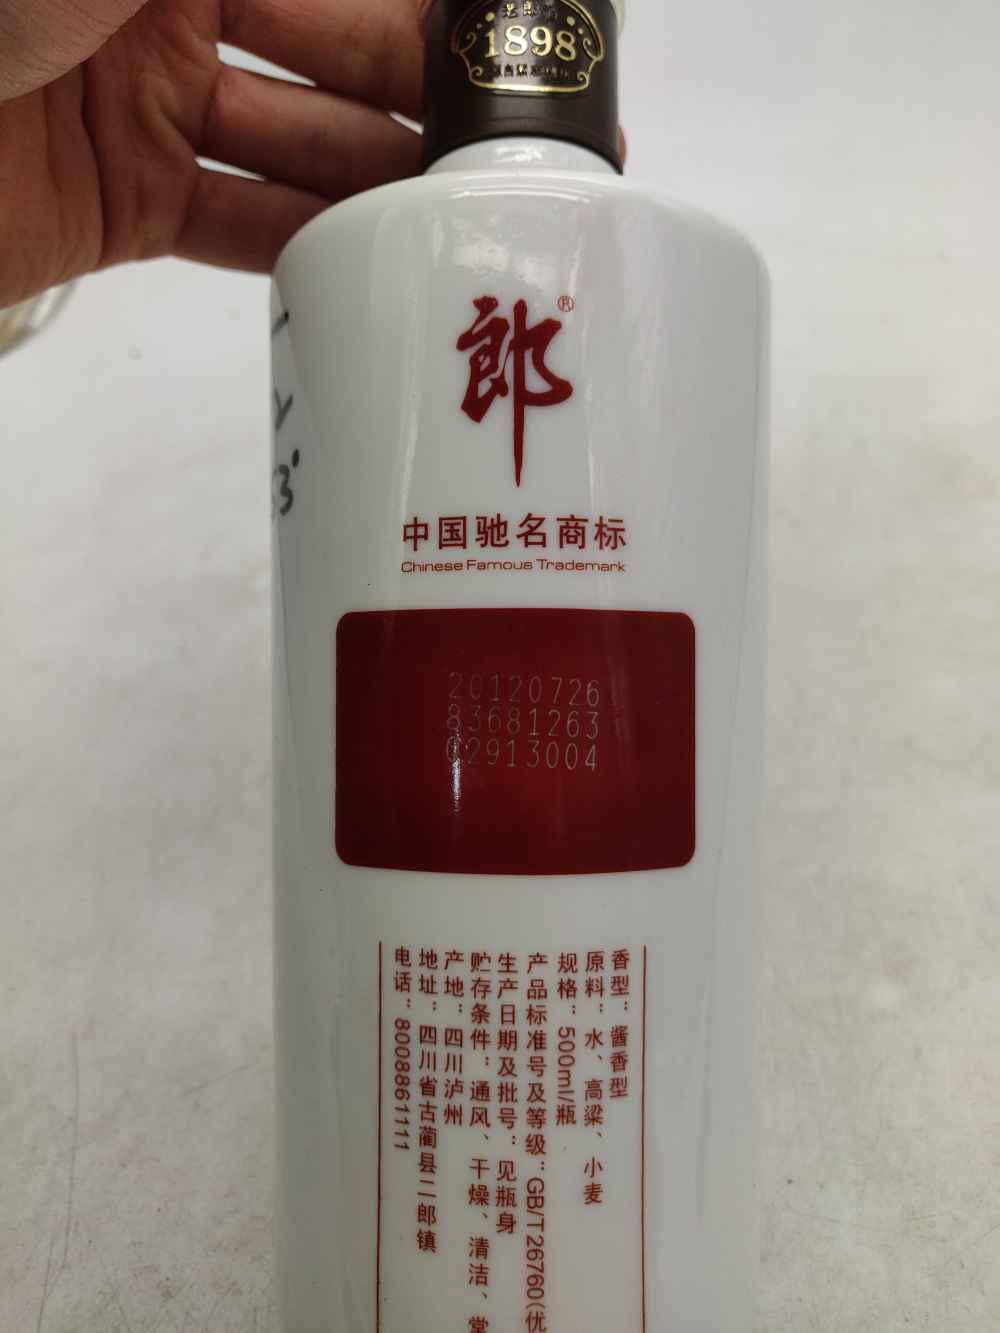 老郎酒
1898
郎
®
中国驰名商标
Chinese Famous Trademark
20120726
83681263
02913004
香型：酱香型
原料：水、高粱、小麦
规格：500ml/瓶
产品标准号及等级：GB/T26760(优
生产日期及批号：见瓶身
贮存条件：通风、干燥、清洁、常
产地：四川泸州
地址：四川省古蔺县二郎镇
电话：8008861111
53°